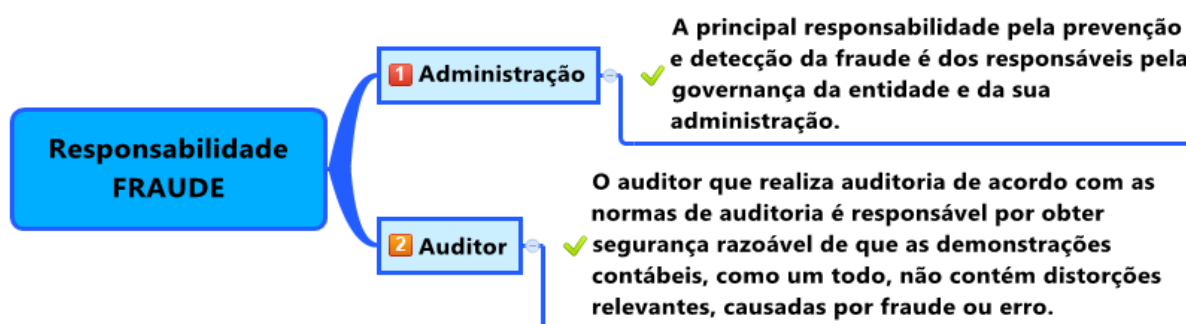 Responsabilidade
FRAUDE
1 Administração
A principal responsabilidade pela prevenção
e detecção da fraude é dos responsáveis pela
governança da entidade e da sua
administração.
2 Auditor
O auditor que realiza auditoria de acordo com as
normas de auditoria é responsável por obter
segurança razoável de que as demonstrações
contábeis, como um todo, não contém distorções
relevantes, causadas por fraude ou erro.